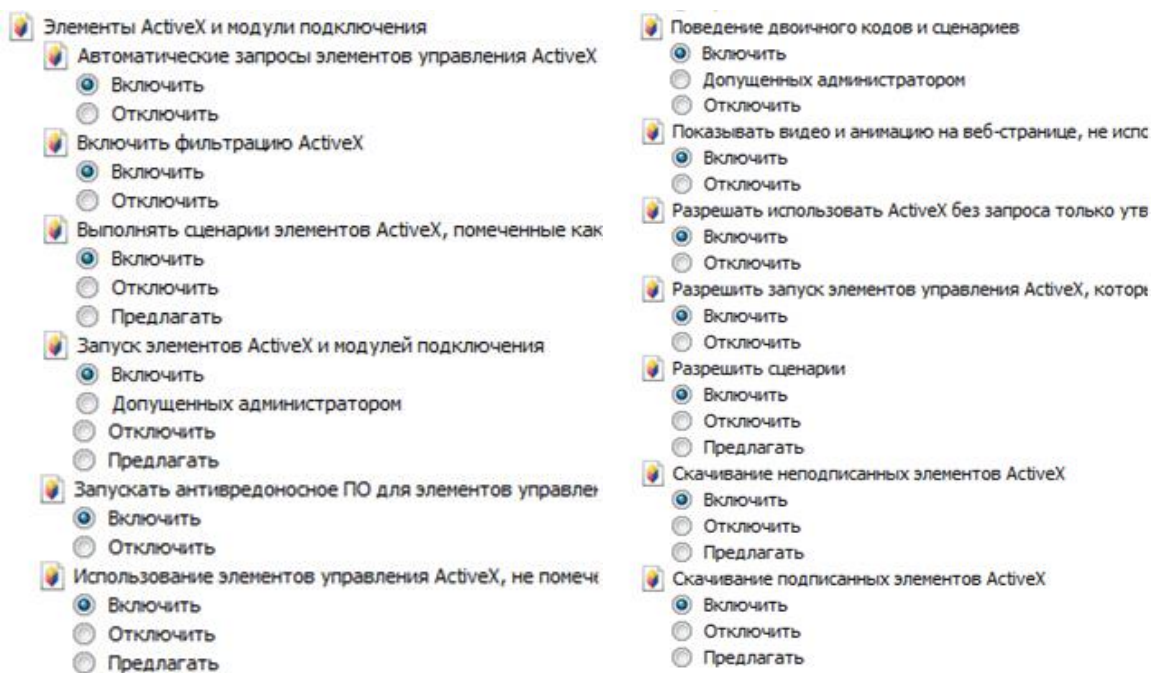 Элементы ActiveX и модули подключения
Автоматические запросы элементов управления ActiveX
Включить
Отключить
Включить фильтрацию ActiveX
Включить
Отключить
Выполнять сценарии элементов ActiveX, помеченные как
Включить
Отключить
Предлагать
Запуск элементов ActiveX и модулей подключения
Включить
Допущенных администратором
Отключить
Предлагать
Запускать антивредоносное ПО для элементов
Включить
Отключить
Использование элементов управления ActiveX, не
Включить
Отключить
Предлагать
Поведение двоичного кодов и сценариев
Включить
Допущенных администратором
Отключить
Показывать видео и анимацию на веб-странице, не
Включить
Отключить
Разрешать использовать ActiveX без запроса только
Включить
Отключить
Разрешить запуск элементов управления ActiveX,
Включить
Отключить
Разрешить сценарии
Включить
Отключить
Предлагать
Скачивание неподписанных элементов ActiveX
Включить
Отключить
Предлагать
Скачивание подписанных элементов ActiveX
Включить
Отключить
Предлагать